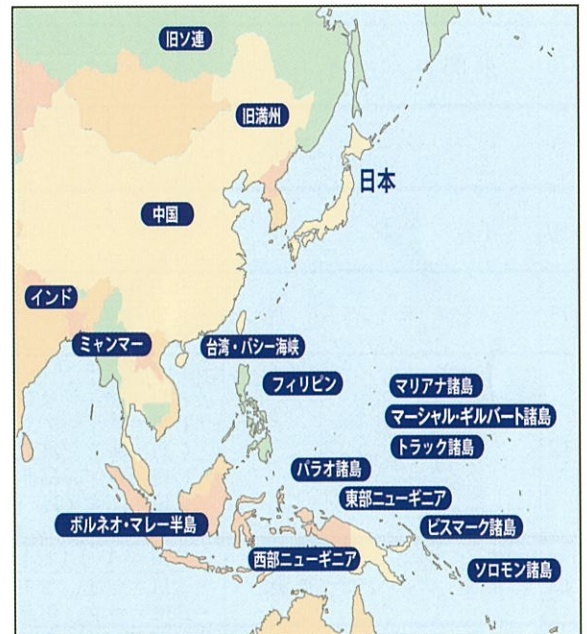 旧ソ連
旧満州
日本
中国
インド
ミャンマー
台湾・バシー海峡
フィリピン
マリアナ諸島
マーシャル・ギルバート諸島
トラック諸島
パラオ諸島
東部ニューギニア
ボルネオ・マレー半島
ビスマーク諸島
西部ニューギニア
ソロモン諸島